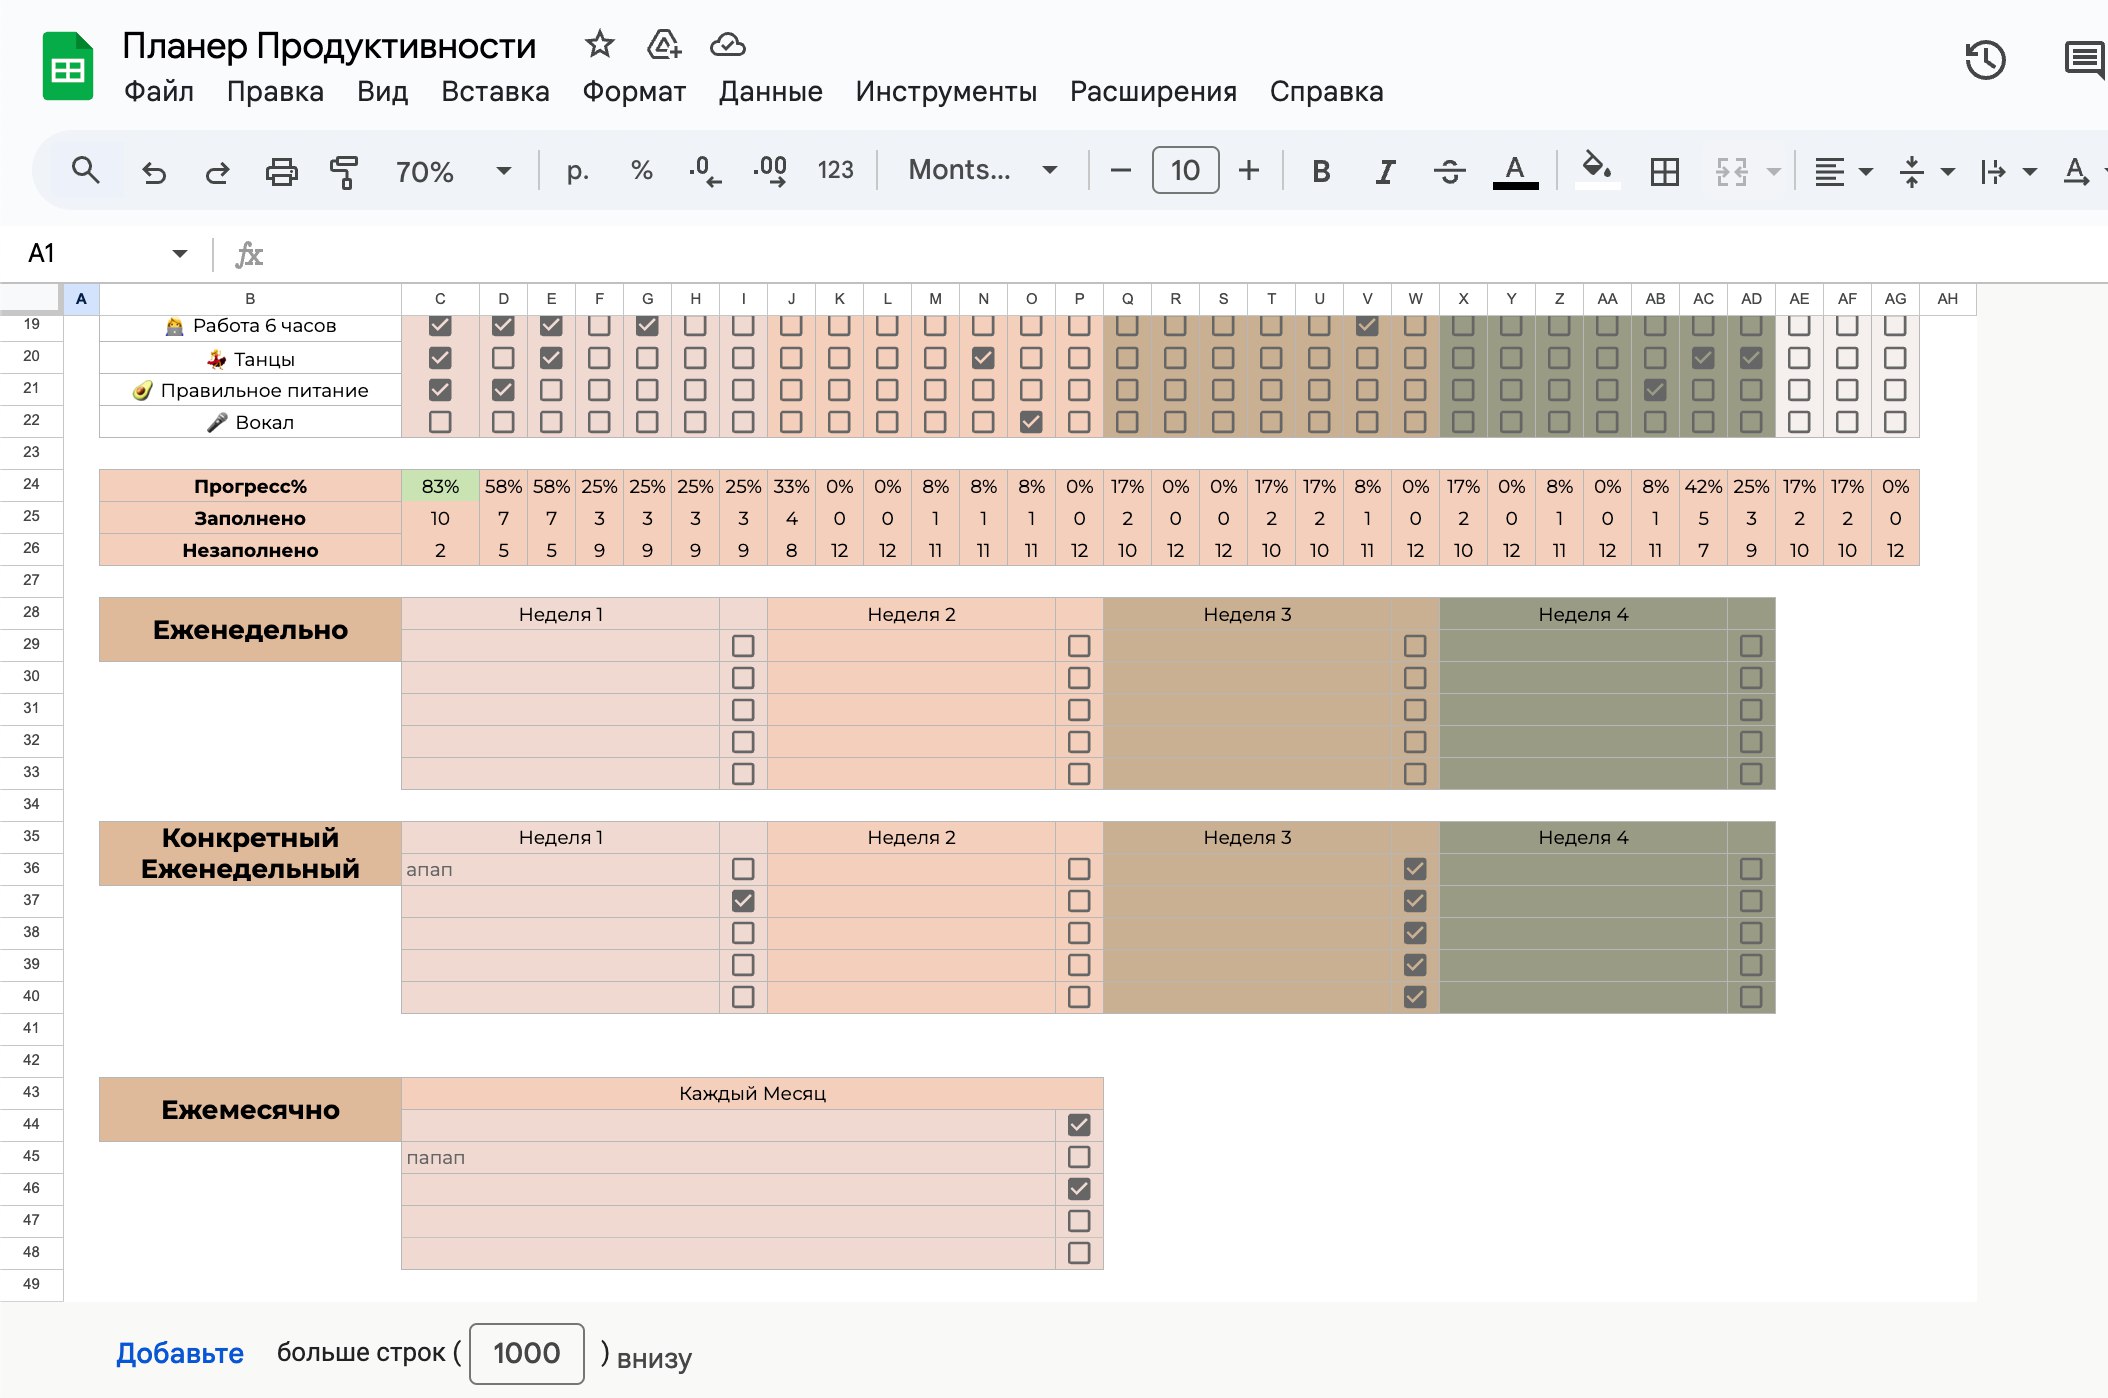 Планер Продуктивности
Файл Правка Вид Вставка Формат Данные Инструменты Расширения Справка
70% р. % .0 .00 123 Monts... 10 B I A A
A1 fx
A B C D E F G H I J K L M N O P Q R S T U V W X Y Z AA AB AC AD AE AF AG AH
19 Работа 6 часов
20 Танцы
21 Правильное питание
22 Вокал
23
24 Прогресс% 83% 58% 58% 25% 25% 25% 25% 33% 0% 0% 8% 8% 8% 0% 17% 0% 0% 17% 17% 8% 0% 17% 0% 8% 0% 8% 42% 25% 17% 17% 0%
25 Заполнено 10 7 7 3 3 3 3 4 0 0 1 1 1 0 2 0 0 2 2 1 0 2 0 1 0 1 5 3 2 2 0
26 Незаполнено 2 5 5 9 9 9 9 8 12 12 11 11 11 12 10 12 12 10 10 11 12 10 12 11 12 11 7 9 10 10 12
27
28 Еженедельно Неделя 1 Неделя 2 Неделя 3 Неделя 4
29
30
31
32
33
34
35 Конкретный Неделя 1 Неделя 2 Неделя 3 Неделя 4
36 Еженедельный апап
37
38
39
40
41
42
43 Ежемесячно Каждый Месяц
44
45 папап
46
47
48
49
Добавьте больше строк ( 1000 ) внизу